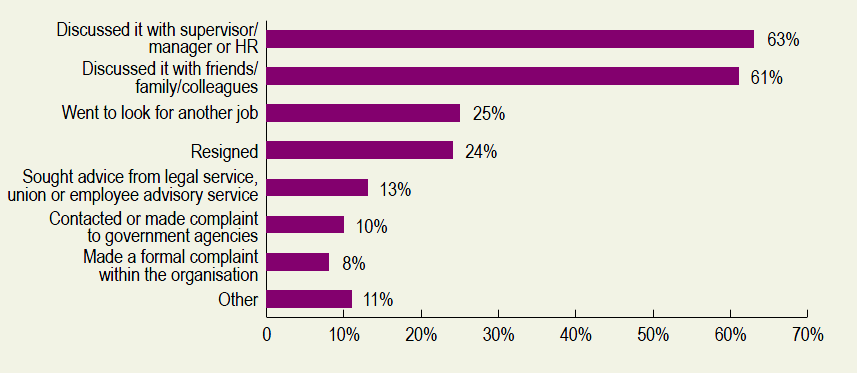 Discussed it with supervisor/
manager or HR
63%
Discussed it with friends/
family/colleagues
61%
Went to look for another job
25%
Resigned
24%
Sought advice from legal service,
union or employee advisory service
13%
Contacted or made complaint
to government agencies
10%
Made a formal complaint
within the organisation
8%
Other
11%
0 10% 20% 30% 40% 50% 60% 70%